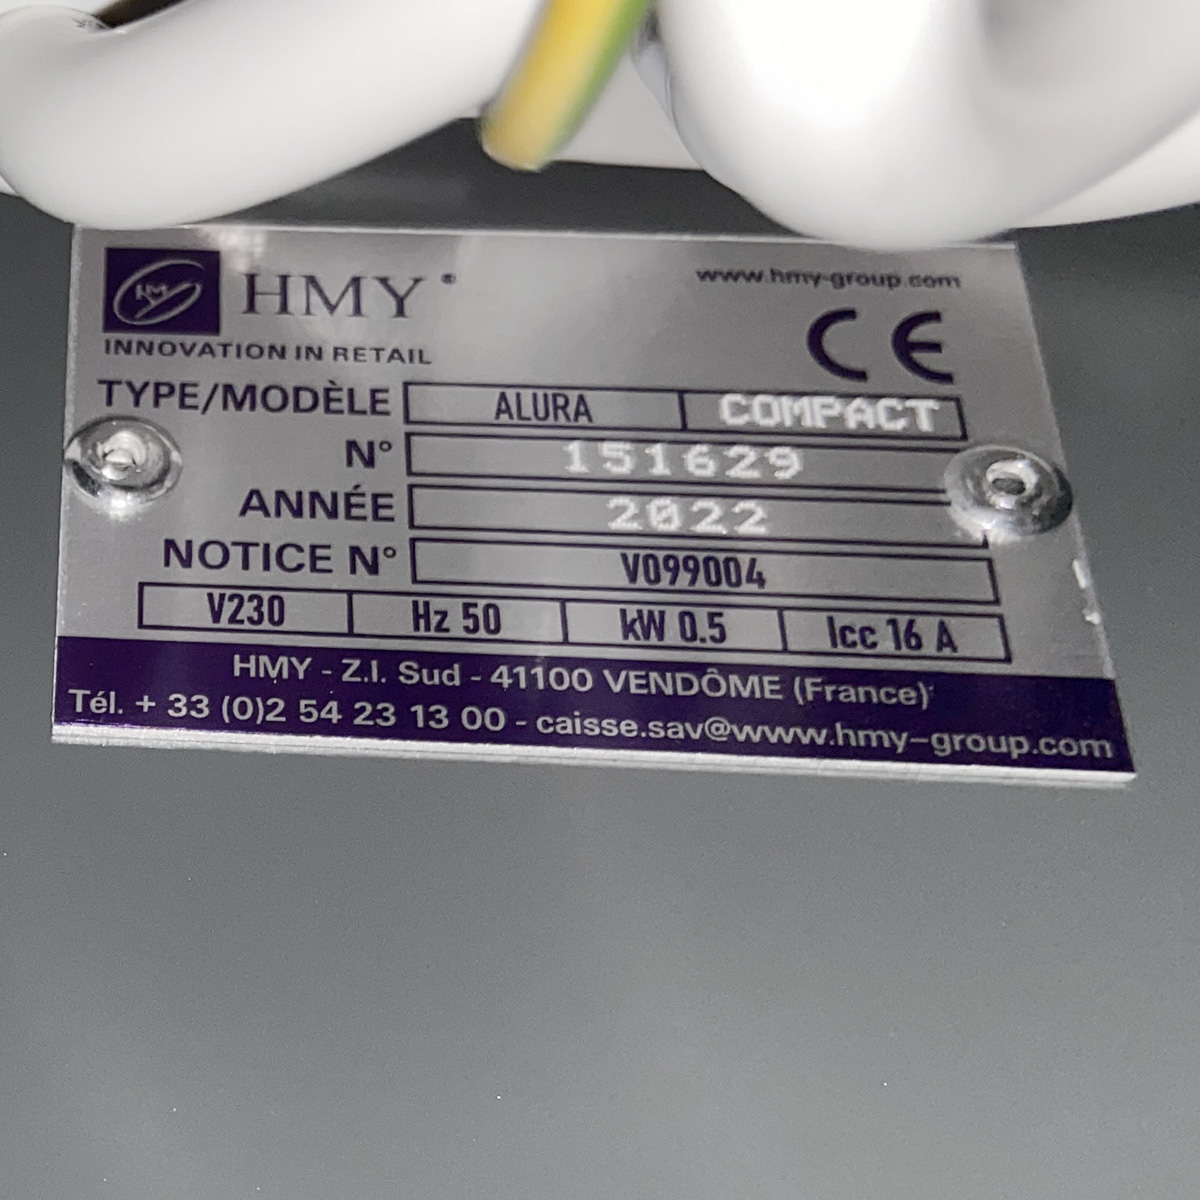 HMY®
www.hmy-group.com
INNOVATION IN RETAIL
CE
TYPE/MODÈLE ALURA COMPACT
N° 151629
ANNÉE 2022
NOTICE N° V099004
V230 Hz 50 kW 0.5 Icc 16 A
HMY - Z.I. Sud - 41100 VENDÔME (France)
Tél. + 33 (0)2 54 23 13 00 - caisse.sav@www.hmy-group.com